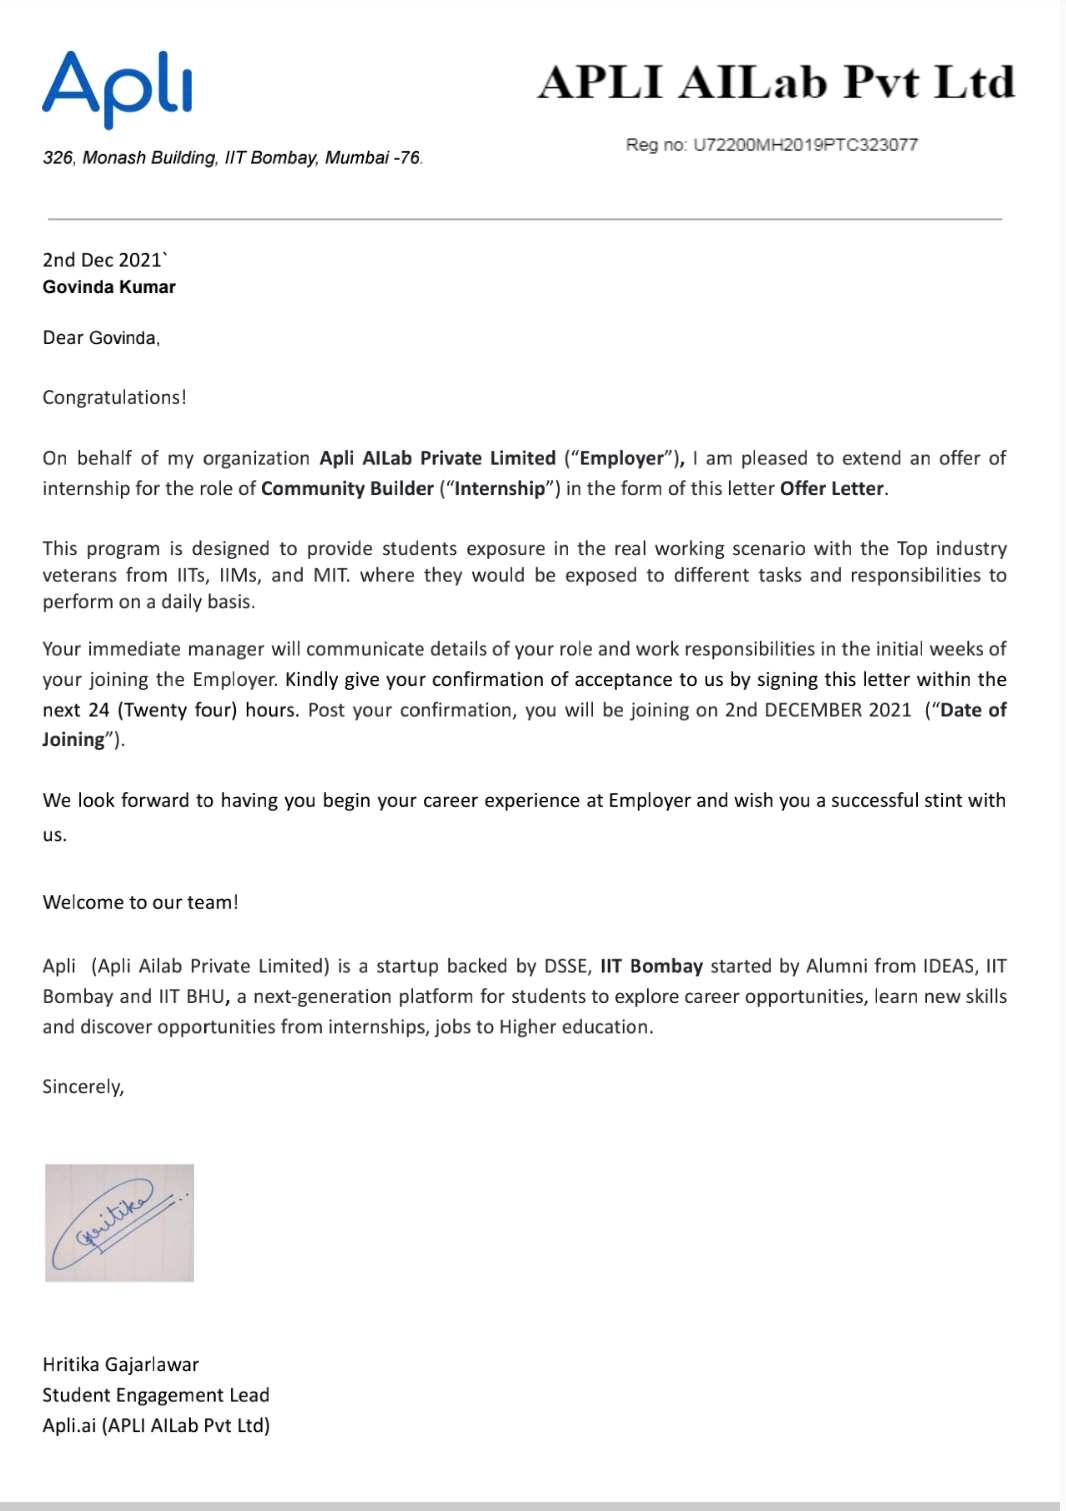 Apli
APLI AILab Pvt Ltd
326, Monash Building, IIT Bombay, Mumbai -76.
Reg no: U72200MH2019PTC323077
2nd Dec 2021`
Govinda Kumar
Dear Govinda,
Congratulations!
On behalf of my organization Apli AILab Private Limited (“Employer”), I am pleased to extend an offer of
internship for the role of Community Builder (“Internship”) in the form of this letter Offer Letter.
This program is designed to provide students exposure in the real working scenario with the Top industry
veterans from IITs, IIMs, and MIT. where they would be exposed to different tasks and responsibilities to
perform on a daily basis.
Your immediate manager will communicate details of your role and work responsibilities in the initial weeks of
your joining the Employer. Kindly give your confirmation of acceptance to us by signing this letter within the
next 24 (Twenty four) hours. Post your confirmation, you will be joining on 2nd DECEMBER 2021 (“Date of
Joining”).
We look forward to having you begin your career experience at Employer and wish you a successful stint with
us.
Welcome to our team!
Apli (Apli Ailab Private Limited) is a startup backed by DSSE, IIT Bombay started by Alumni from IDEAS, IIT
Bombay and IIT BHU, a next-generation platform for students to explore career opportunities, learn new skills
and discover opportunities from internships, jobs to Higher education.
Sincerely,
Hritika
Hritika Gajarlawar
Student Engagement Lead
Apli.ai (APLI AILab Pvt Ltd)